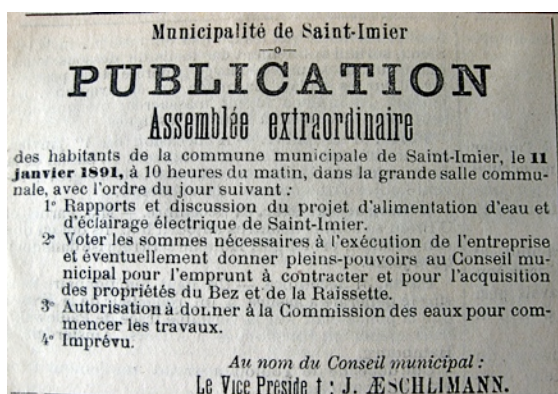 Municipalité de Saint-Imier
—o—
PUBLICATION
Assemblée extraordinaire
des habitants de la commune municipale de Saint-Imier, le 11
janvier 1891, à 10 heures du matin, dans la grande salle commu-
nale, avec l'ordre du jour suivant :
1° Rapports et discussion du projet d'alimentation d'eau et
d'éclairage électrique de Saint-Imier.
2° Voter les sommes nécessaires à l'exécution de l'entreprise
et éventuellement donner pleins-pouvoirs au Conseil mu-
nicipal pour l'emprunt à contracter et pour l'acquisition
des propriétés du Bez et de la Raissette.
3° Autorisation à donner à la Commission des eaux pour com-
mencer les travaux.
4° Imprévu.
Au nom du Conseil municipal :
Le Vice Preside t : J. ÆSCHLIMANN.